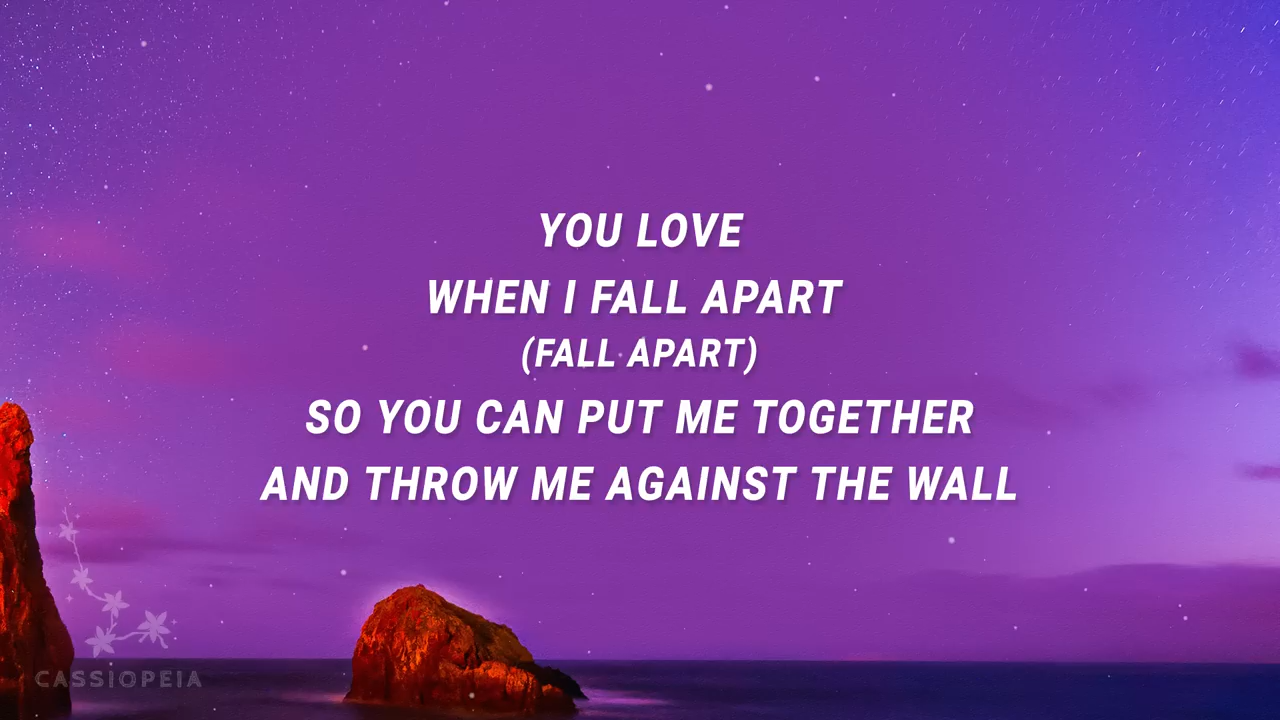 YOU LOVE
WHEN I FALL APART
(FALL APART)
SO YOU CAN PUT ME TOGETHER
AND THROW ME AGAINST THE WALL
CASSIOPEIA